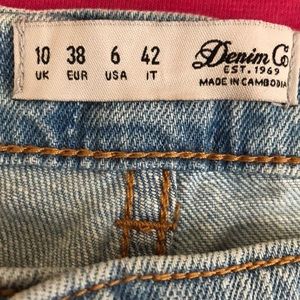 10 38 6 42
UK EUR USA IT
Denim Co
EST. 1969
MADE IN CAMBODIA